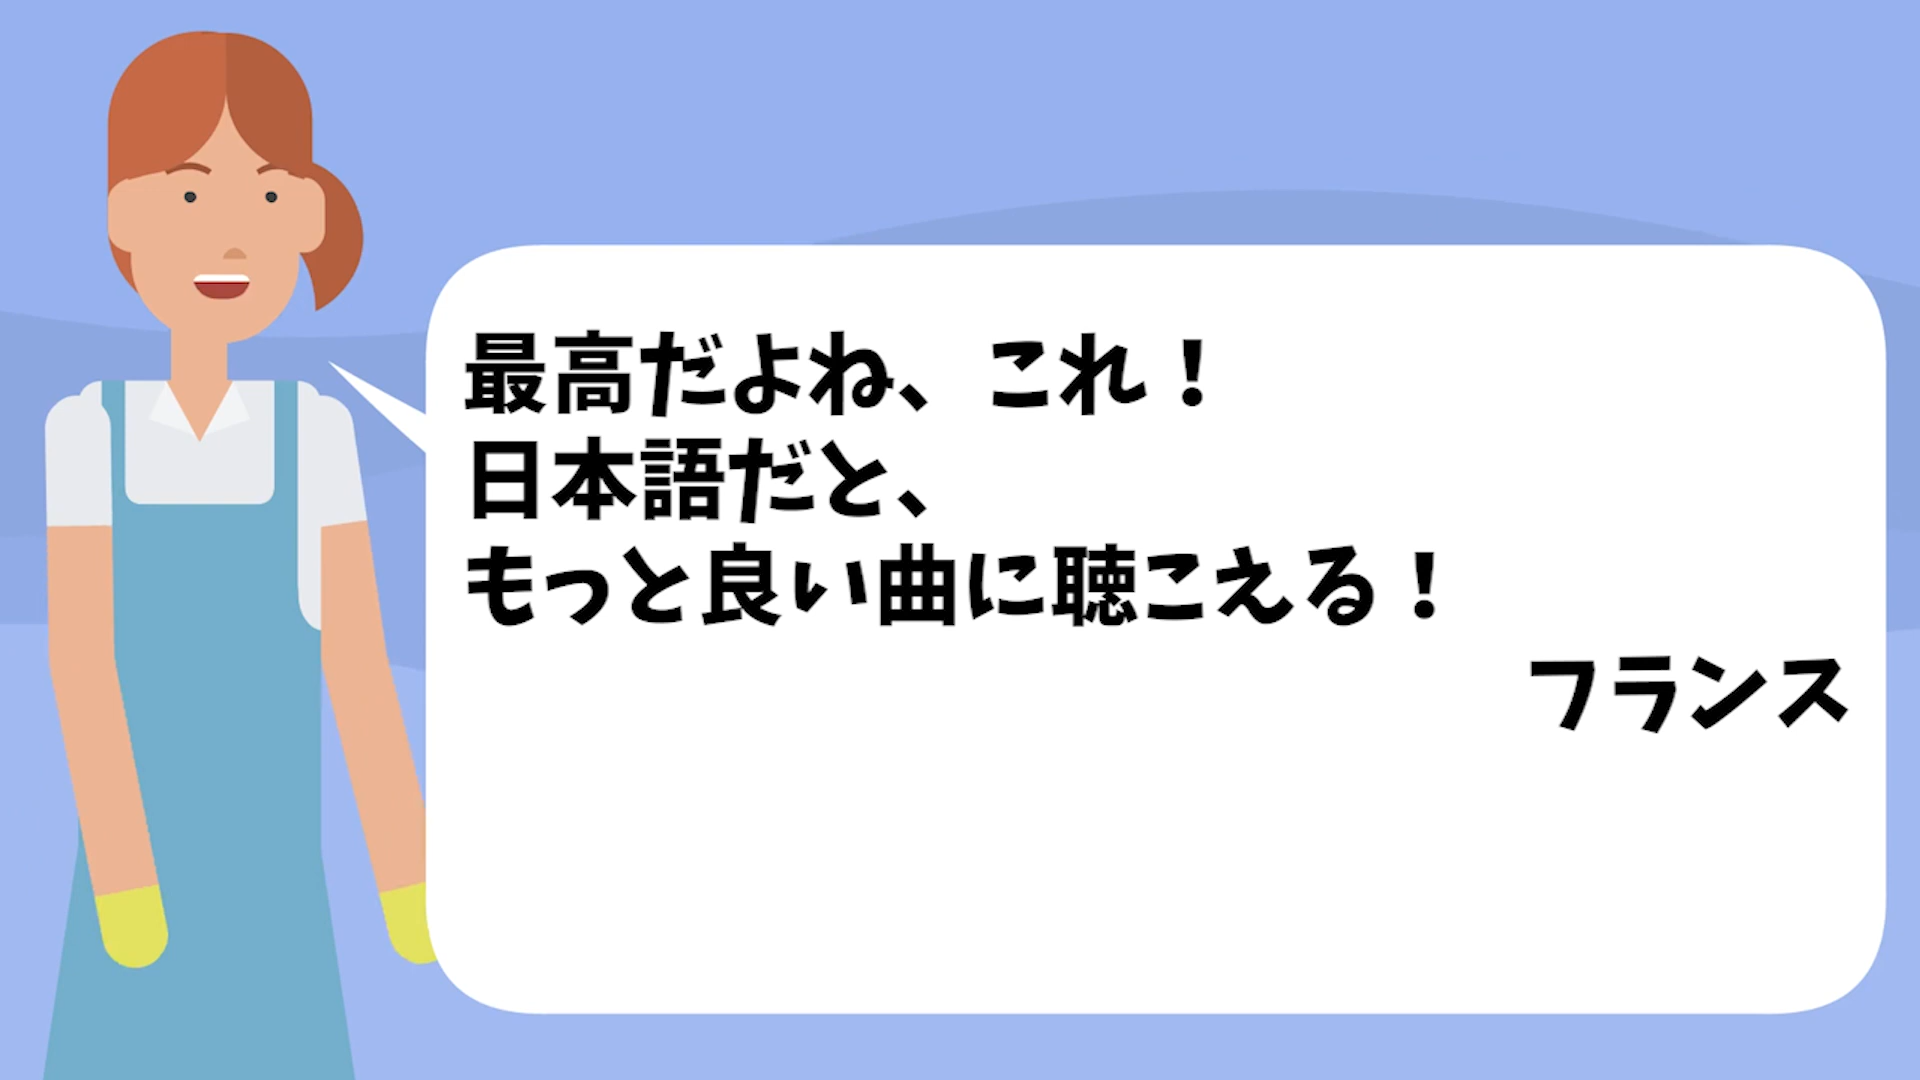 最高だよね、これ！
日本語だと、
もっと良い曲に聴こえる！
フランス